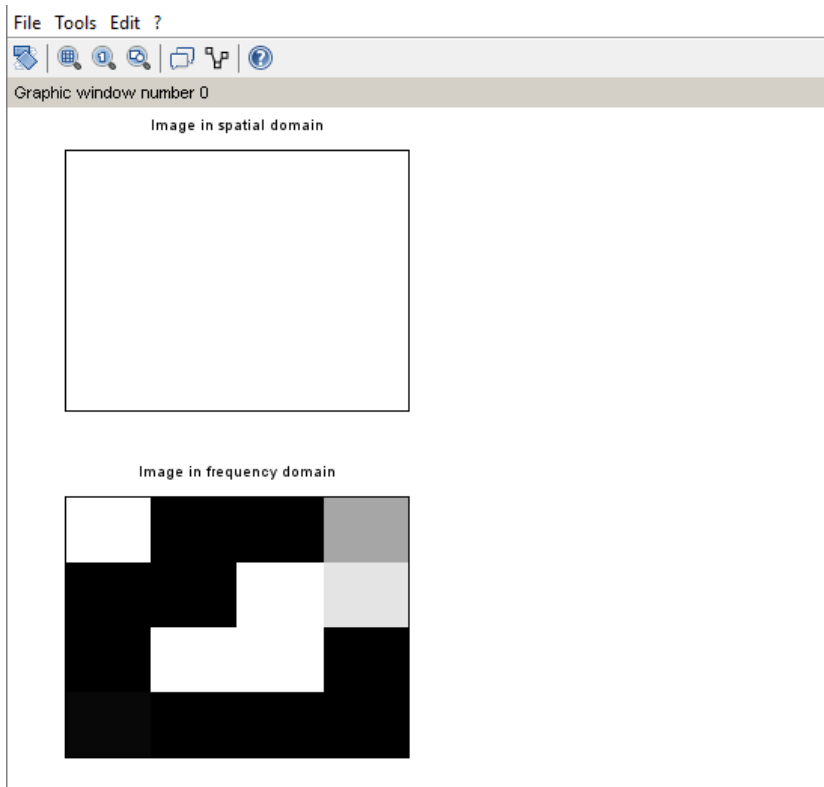 File Tools Edit ?
Graphic window number 0
Image in spatial domain
Image in frequency domain